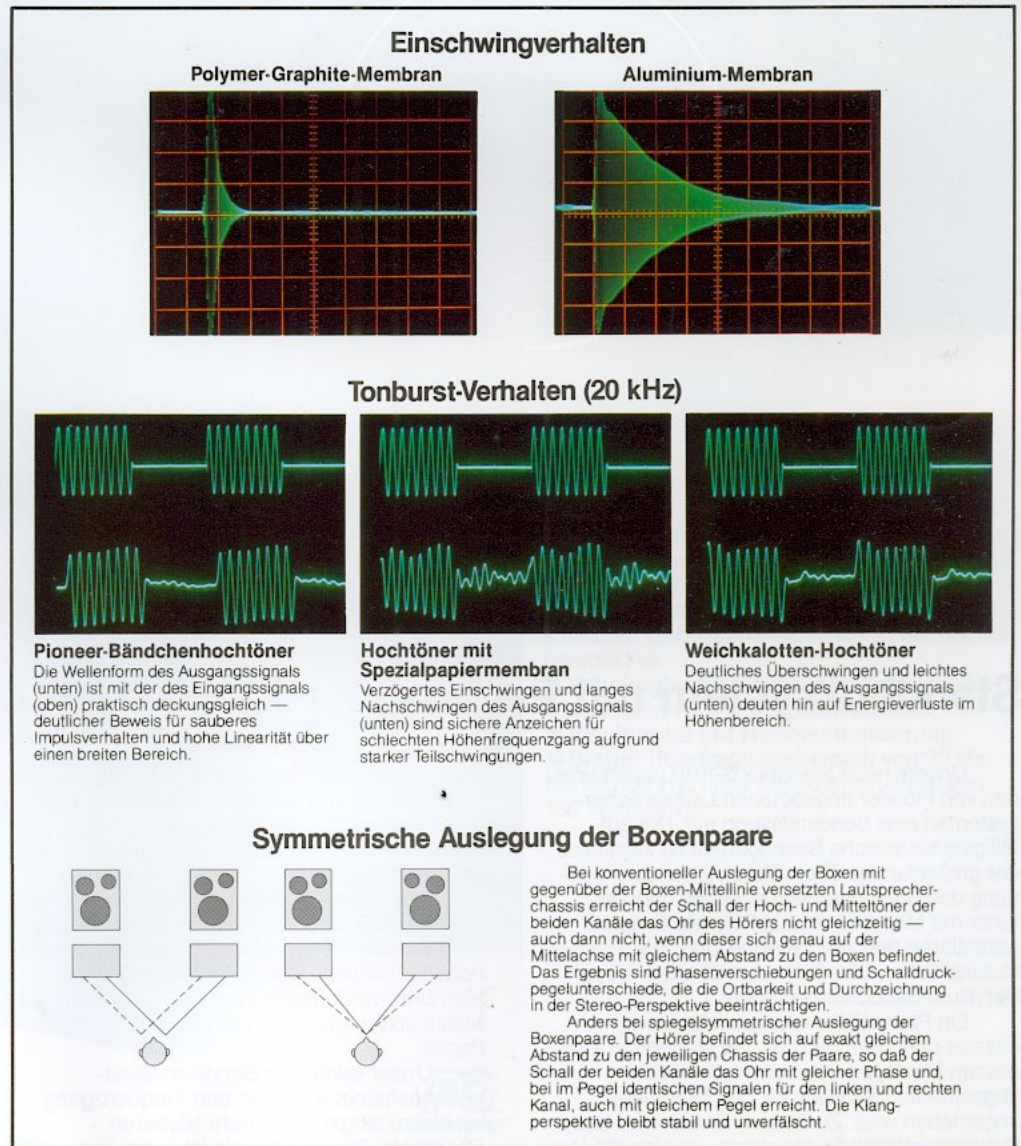 Einschwingverhalten
Polymer-Graphite-Membran
Aluminium-Membran
Tonburst-Verhalten (20 kHz)
Pioneer-Bändchenhochtöner
Die Wellenform des Ausgangssignals
(unten) ist mit der des Eingangssignals
(oben) praktisch deckungsgleich —
deutlicher Beweis für sauberes
Impulsverhalten und hohe Linearität über
einen breiten Bereich.
Hochtöner mit
Spezialpapiermembran
Verzögertes Einschwingen und langes
Nachschwingen des Ausgangssignals
(unten) sind sichere Anzeichen für
schlechten Höhenfrequenzgang aufgrund
starker Teilschwingungen.
Weichkalotten-Hochtöner
Deutliches Überschwingen und leichtes
Nachschwingen des Ausgangssignals
(unten) deuten hin auf Energieverluste im
Höhenbereich.
Symmetrische Auslegung der Boxenpaare
Bei konventioneller Auslegung der Boxen mit
gegenüber der Boxen-Mittellinie versetzten Lautsprecher-
chassis erreicht der Schall der Hoch- und Mitteltöner der
beiden Kanäle das Ohr des Hörers nicht gleichzeitig —
auch dann nicht, wenn dieser sich genau auf der
Mittelachse mit gleichem Abstand zu den Boxen befindet.
Das Ergebnis sind Phasenverschiebungen und Schalldruck-
pegelunterschiede, die die Ortbarkeit und Durchzeichnung
in der Stereo-Perspektive beeinträchtigen.
Anders bei spiegelsymmetrischer Auslegung der
Boxenpaare. Der Hörer befindet sich auf exakt gleichem
Abstand zu den jeweiligen Chassis der Paare, so daß der
Schall der beiden Kanäle das Ohr mit gleicher Phase und,
bei im Pegel identischen Signalen für den linken und rechten
Kanal, auch mit gleichem Pegel erreicht. Die Klang-
perspektive bleibt stabil und unverfälscht.